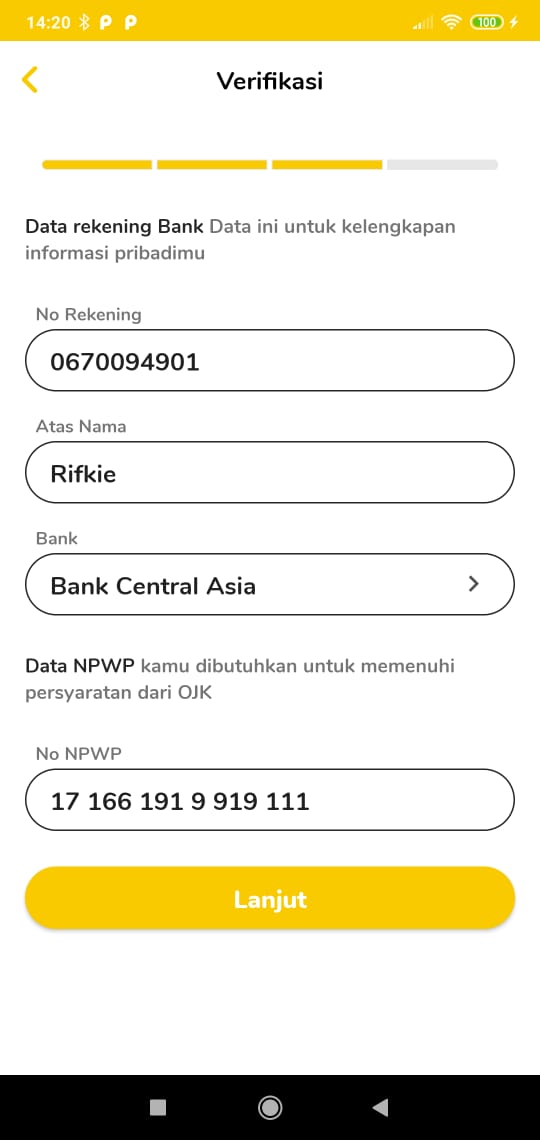 14:20
100
Verifikasi
Data rekening Bank Data ini untuk kelengkapan
informasi pribadimu
No Rekening
0670094901
Atas Nama
Rifkie
Bank
Bank Central Asia
Data NPWP kamu dibutuhkan untuk memenuhi
persyaratan dari OJK
No NPWP
17 166 191 9 919 111
Lanjut